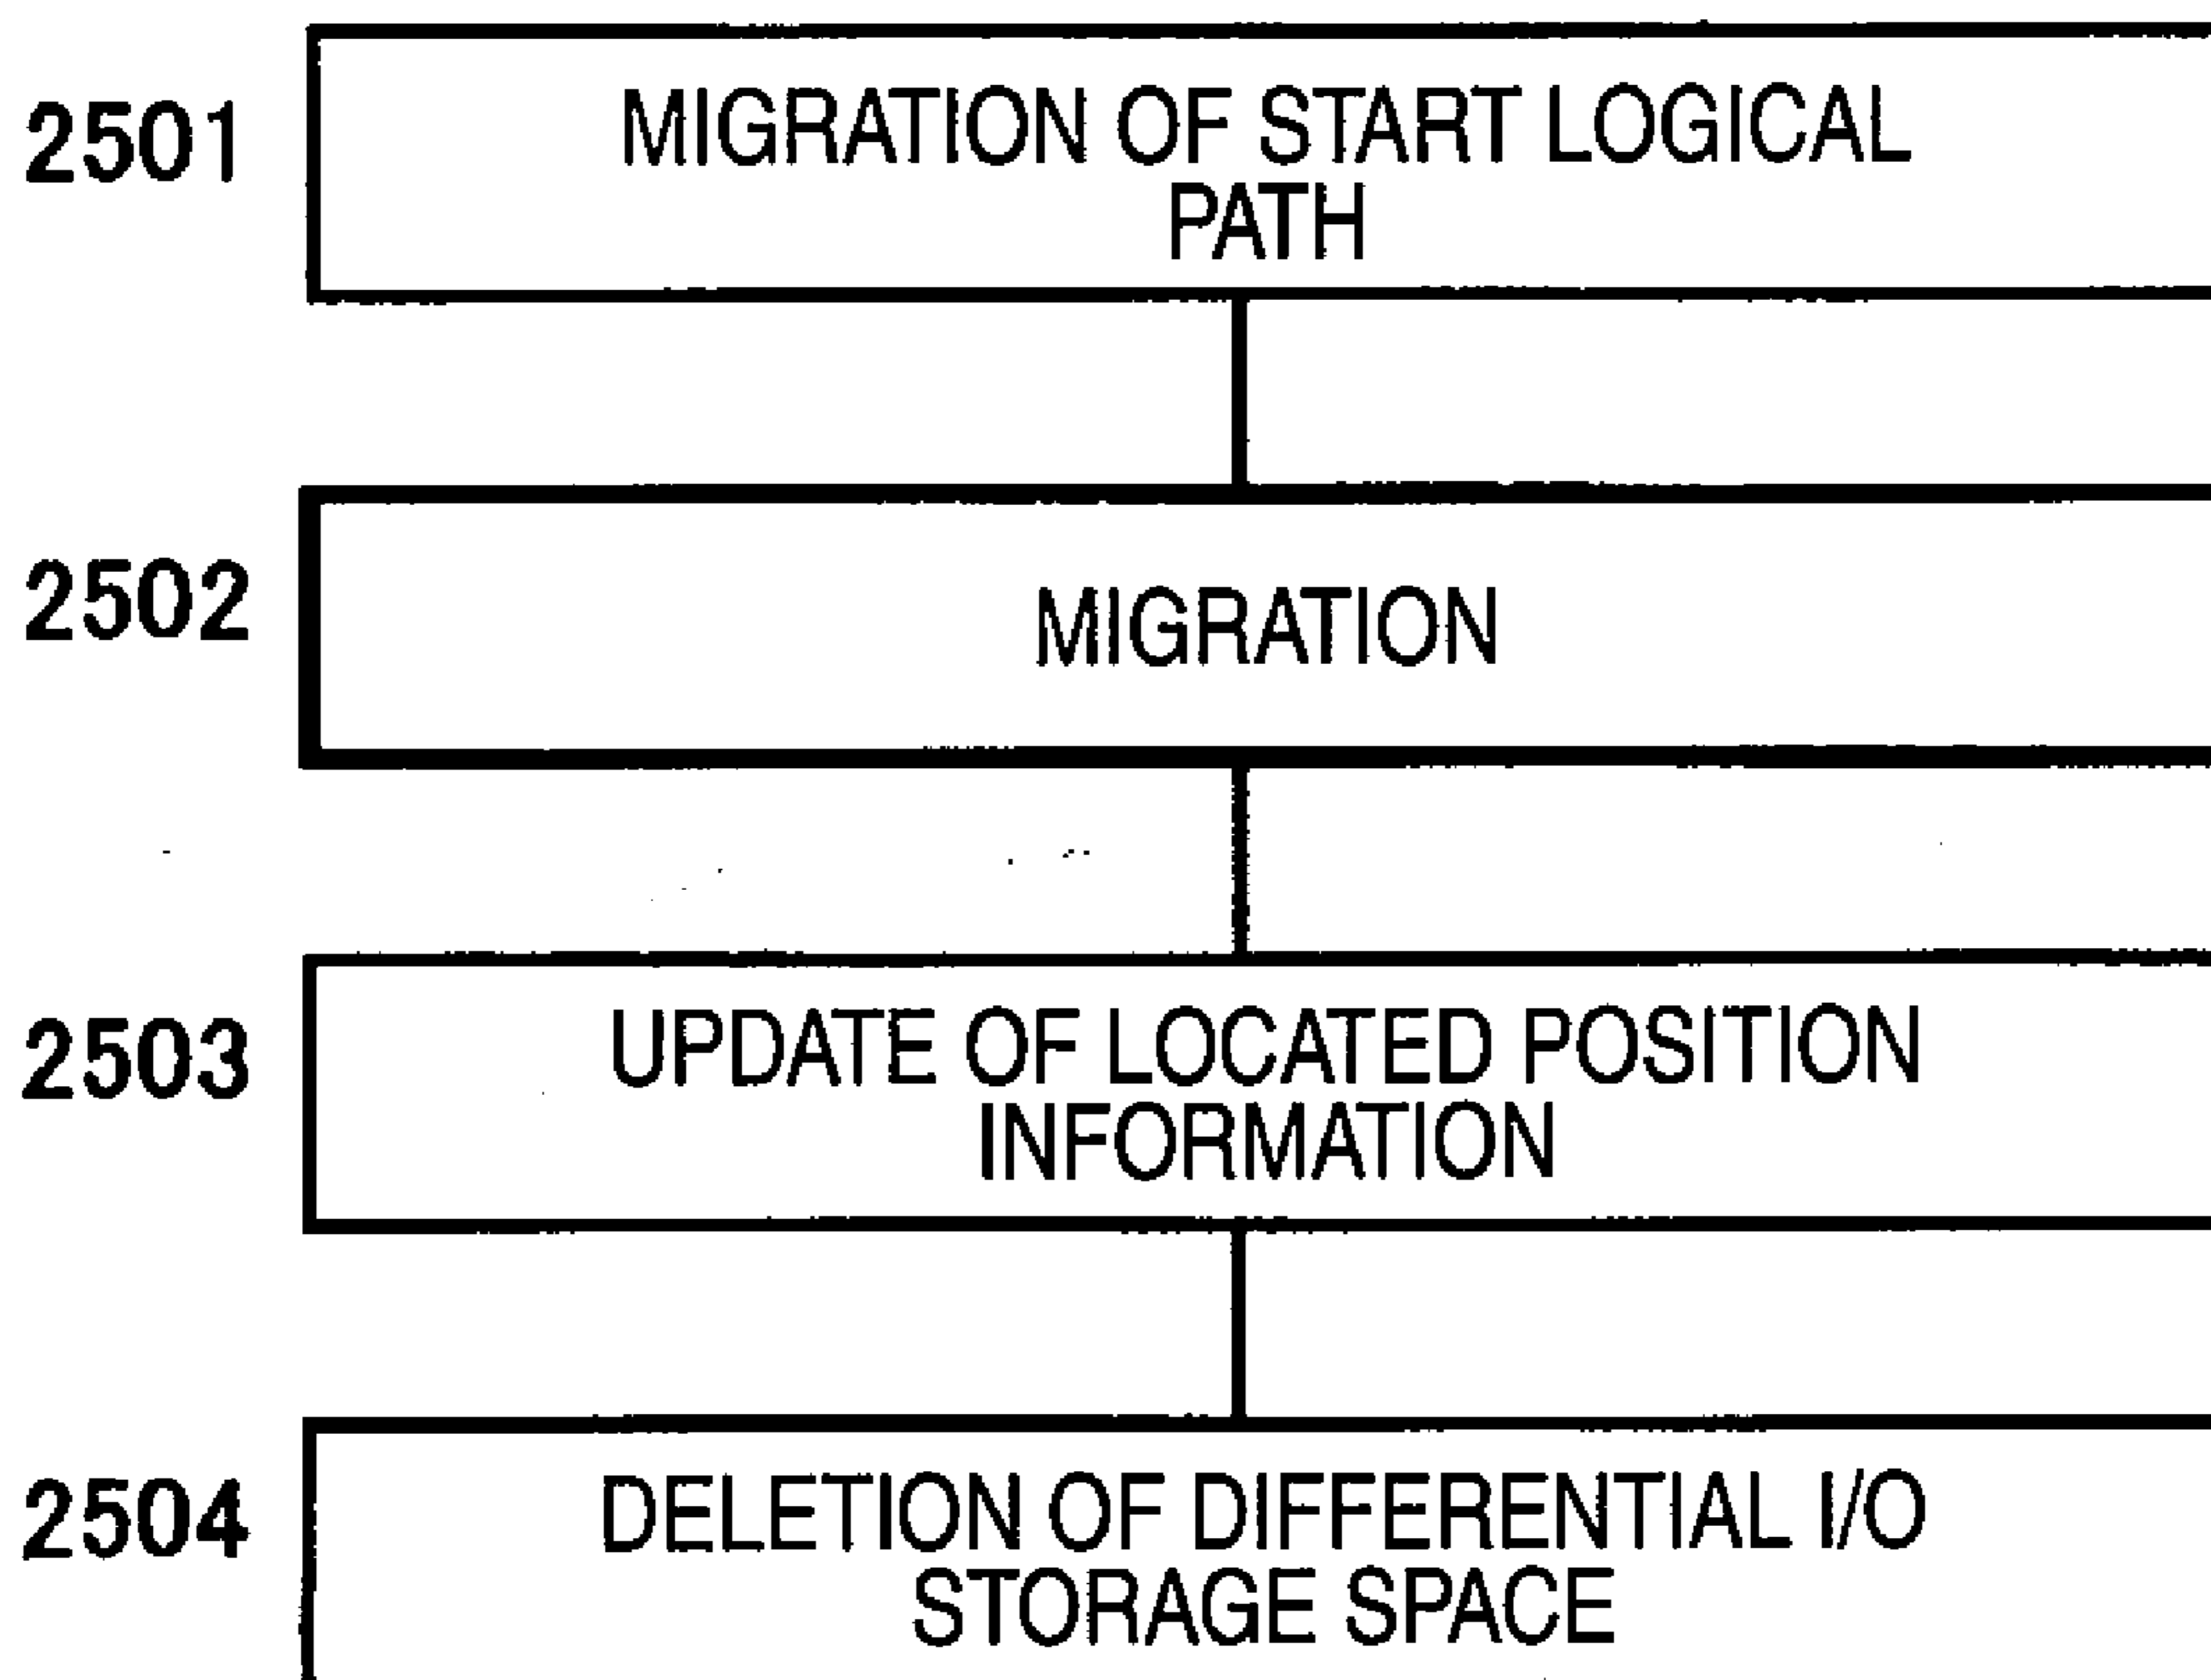 2501
MIGRATION OF START LOGICAL
PATH
2502
MIGRATION
2503
UPDATE OF LOCATED POSITION
INFORMATION
2504
DELETION OF DIFFERENTIAL I/O
STORAGE SPACE